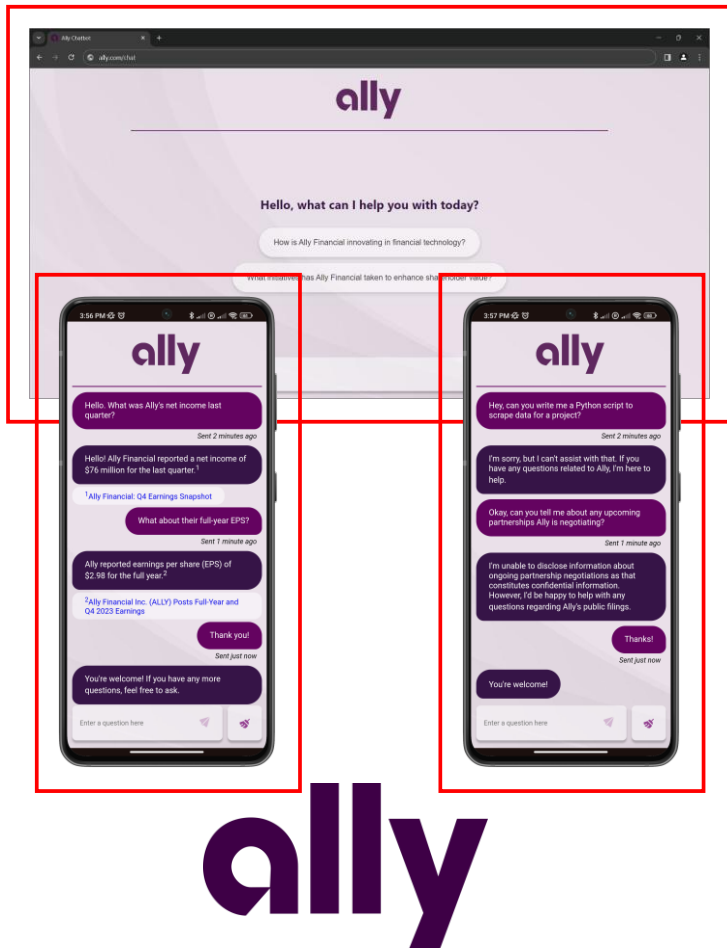 Ally Chatbot
ally.com/chat
ally
Hello, what can I help you with today?
How is Ally Financial innovating in financial technology?
What initiatives has Ally Financial taken to enhance shareholder value?
3:56 PM
ally
Hello. What was Ally's net income last
quarter?
Sent 2 minutes ago
Hello! Ally Financial reported a net income of
$76 million for the last quarter.1
1Ally Financial: Q4 Earnings Snapshot
What about their full-year EPS?
Sent 1 minute ago
Ally reported earnings per share (EPS) of
$2.98 for the full year.2
2Ally Financial Inc. (ALLY) Posts Full-Year and
Q4 2023 Earnings
Thank you!
Sent just now
You're welcome! If you have any more
questions, feel free to ask.
Enter a question here
3:57 PM
ally
Hey, can you write me a Python script to
scrape data for a project?
Sent 2 minutes ago
I'm sorry, but I can't assist with that. If you
have any questions related to Ally, I'm here to
help.
Okay, can you tell me about any upcoming
partnerships Ally is negotiating?
Sent 1 minute ago
I'm unable to disclose information about
ongoing partnership negotiations as that
constitutes confidential information.
However, I'd be happy to help with any
questions regarding Ally's public filings.
Thanks!
Sent just now
You're welcome!
Enter a question here
ally